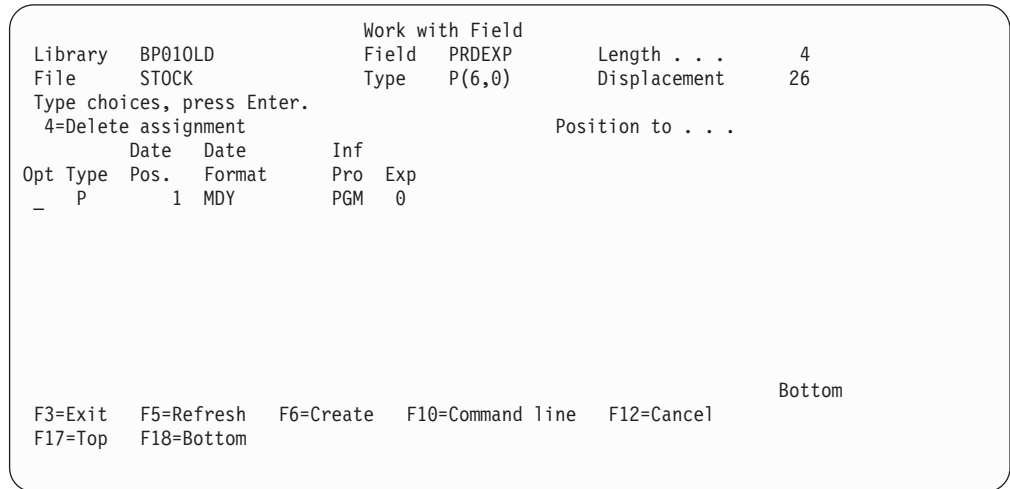 Work with Field
Library BP01OLD Field PRDEXP Length . . . 4
File STOCK Type P(6,0) Displacement 26
Type choices, press Enter.
4=Delete assignment Position to . . .
Date Date Inf
Opt Type Pos. Format Pro Exp
_ P 1 MDY PGM 0
Bottom
F3=Exit F5=Refresh F6=Create F10=Command line F12=Cancel
F17=Top F18=Bottom